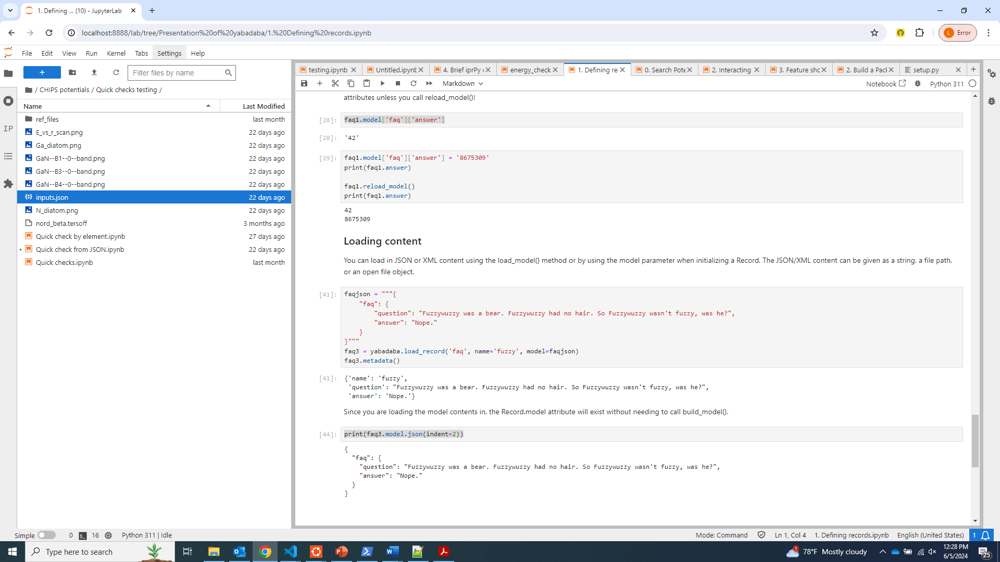 1. Defining ... (10) - JupyterLab
localhost:8888/lab/tree/Presentation%20of%20yabadaba/1.%20Defining%20records.ipynb
L Error
File Edit View Run Kernel Tabs Settings Help
Filter files by name
/ CHIPS potentials / Quick checks testing /
Name Last Modified
ref_files last month
E_vs_r_scan.png 22 days ago
Ga_diatom.png 22 days ago
GaN--B1--0--band.png 22 days ago
GaN--B3--0--band.png 22 days ago
GaN--B4--0--band.png 22 days ago
inputs.json 22 days ago
N_diatom.png 22 days ago
nord_beta.tersoff 3 months ago
Quick check by element.ipynb 27 days ago
Quick check from JSON.ipynb 22 days ago
Quick checks.ipynb last month
IP
testing.ipynb Untitled.ipynb 4. Brief iprPy energy_check 1. Defining re 0. Search Pote 2. Interacting 3. Feature sho 2. Build a Pack setup.py
Markdown Notebook Python 311
attributes unless you call reload_model()!
[28]: faq1.model['faq']['answer']
[28]: '42'
[29]: faq1.model['faq']['answer'] = '8675309'
print(faq1.answer)
faq1.reload_model()
print(faq1.answer)
42
8675309
Loading content
You can load in JSON or XML content using the load_model() method or by using the model parameter when initializing a Record. The JSON/XML content can be given as a string, a file path,
or an open file object.
[41]: faqjson = """{
"faq": {
"question": "Fuzzywuzzy was a bear. Fuzzywuzzy had no hair. So Fuzzywuzzy wasn't fuzzy, was he?",
"answer": "Nope."
}
}"""
faq3 = yabadaba.load_record('faq', name='fuzzy', model=faqjson)
faq3.metadata()
[41]: {'name': 'fuzzy',
'question': "Fuzzywuzzy was a bear. Fuzzywuzzy had no hair. So Fuzzywuzzy wasn't fuzzy, was he?",
'answer': 'Nope.'}
Since you are loading the model contents in, the Record.model attribute will exist without needing to call build_model().
[44]: print(faq3.model.json(indent=2))
{
"faq": {
"question": "Fuzzywuzzy was a bear. Fuzzywuzzy had no hair. So Fuzzywuzzy wasn't fuzzy, was he?",
"answer": "Nope."
}
}
Simple 0 $_ 16 Python 311 | Idle Mode: Command Ln 1, Col 4 1. Defining records.ipynb English (United States) 1
Type here to search
1 78°F Mostly cloudy
12:28 PM
6/5/2024
25